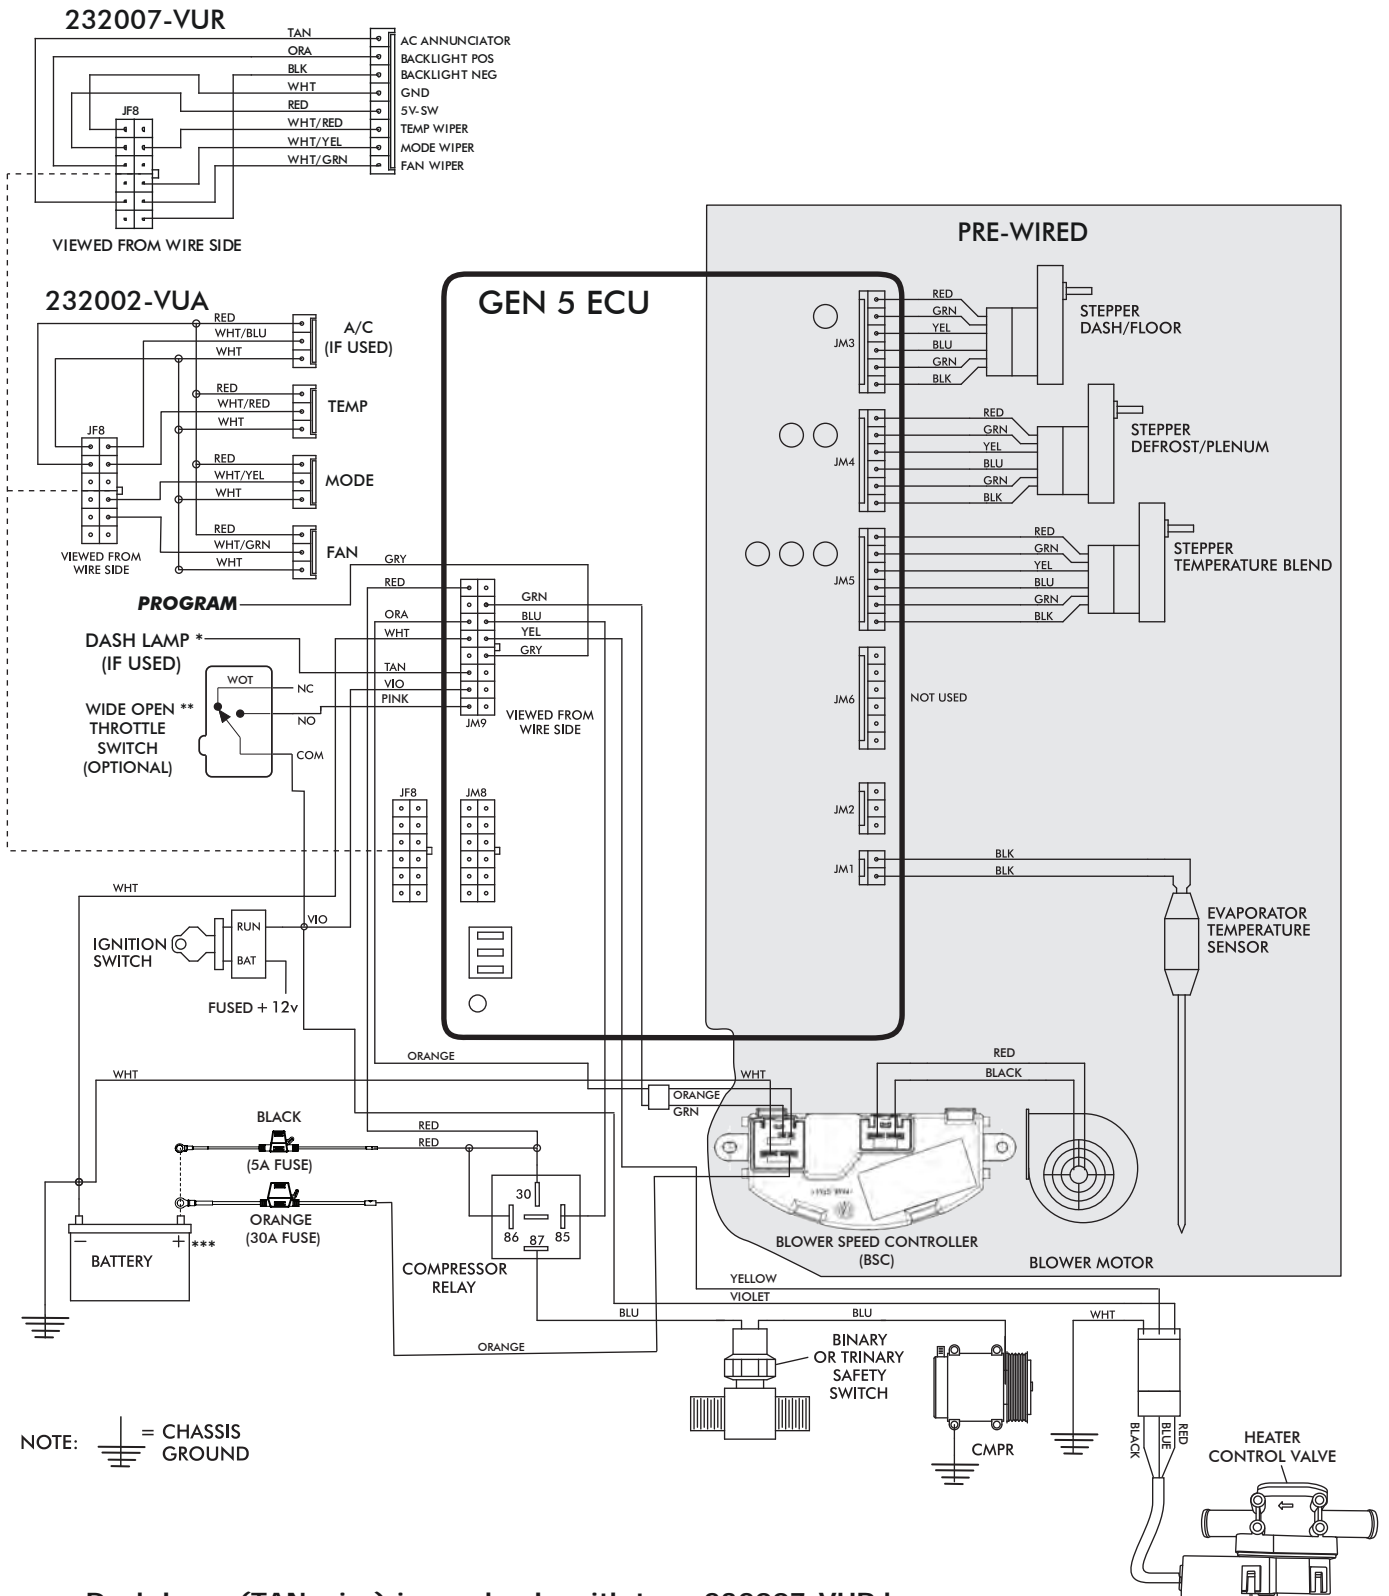 232007-VUR
TAN
ORA
BLK
WHT
RED
WHT/RED
WHT/YEL
WHT/GRN
AC ANNUNCIATOR
BACKLIGHT POS
BACKLIGHT NEG
GND
5V-SW
TEMP WIPER
MODE WIPER
FAN WIPER
JF8
VIEWED FROM WIRE SIDE
232002-VUA
RED
WHT/BLU
WHT
A/C
(IF USED)
RED
WHT/RED
WHT
TEMP
RED
WHT/YEL
WHT
MODE
RED
WHT/GRN
WHT
FAN
JF8
VIEWED FROM
WIRE SIDE
GEN 5 ECU
PRE-WIRED
JM3
RED
GRN
YEL
BLU
GRN
BLK
STEPPER
DASH/FLOOR
JM4
RED
GRN
YEL
BLU
GRN
BLK
STEPPER
DEFROST/PLENUM
JM5
RED
GRN
YEL
BLU
GRN
BLK
STEPPER
TEMPERATURE BLEND
JM6
NOT USED
JM2
JM1
BLK
BLK
EVAPORATOR
TEMPERATURE
SENSOR
PROGRAM
GRY
RED
ORA
WHT
TAN
VIO
PINK
GRN
BLU
YEL
GRY
JM9
VIEWED FROM
WIRE SIDE
DASH LAMP *
(IF USED)
WOT
NC
NO
COM
WIDE OPEN **
THROTTLE
SWITCH
(OPTIONAL)
JF8
JM8
WHT
IGNITION
SWITCH
RUN
BAT
VIO
FUSED + 12v
ORANGE
WHT
WHT
ORANGE
GRN
RED
BLACK
BLACK
(5A FUSE)
RED
RED
ORANGE
(30A FUSE)
BATTERY
- + ***
30
86
87
85
COMPRESSOR
RELAY
BLOWER SPEED CONTROLLER
(BSC)
BLOWER MOTOR
YELLOW
VIOLET
BLU
BLU
ORANGE
BINARY
OR TRINARY
SAFETY
SWITCH
CMPR
WHT
BLACK
BLUE
RED
HEATER
CONTROL VALVE
NOTE:
= CHASSIS
GROUND